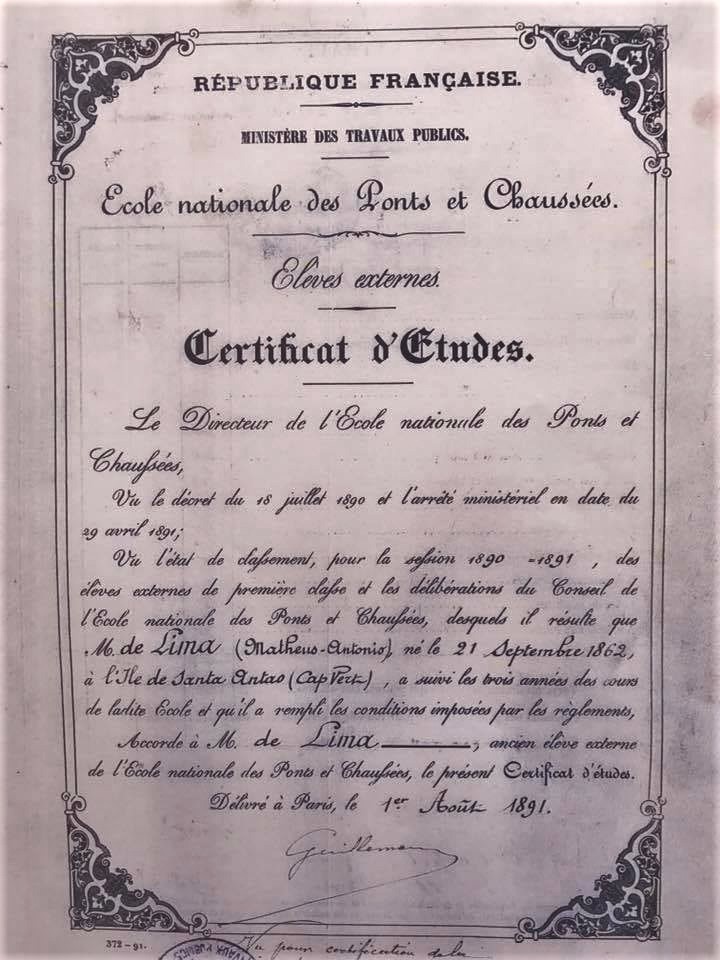 RÉPUBLIQUE FRANÇAISE.
MINISTÈRE DES TRAVAUX PUBLICS.
Ecole nationale des Ponts et Chaussées.
Elèves externes.
Certificat d'Etudes.
Le Directeur de l'Ecole nationale des Ponts et
Chaussées,
Vu le décret du 18 juillet 1890 et l'arrêté ministériel en date du
29 avril 1891;
Vu l'état de classement, pour la session 1890 = 1891, des
élèves externes de première classe et les délibérations du Conseil de
l'Ecole nationale des Ponts et Chaussées, desquels il résulte que
M. de Lima (Matheus-Antonio), né le 21 Septembre 1862,
à l'Ile de Santa Antao (Cap Vert), a suivi les trois années des cours
de ladite Ecole et qu'il a rempli les conditions imposées par les règlements,
Accorde à M. de Lima, ancien élève externe
de l'Ecole nationale des Ponts et Chaussées, le présent Certificat d'études.
Délivré à Paris, le 1er Août 1891.
372-91.
Vu pour certification de la